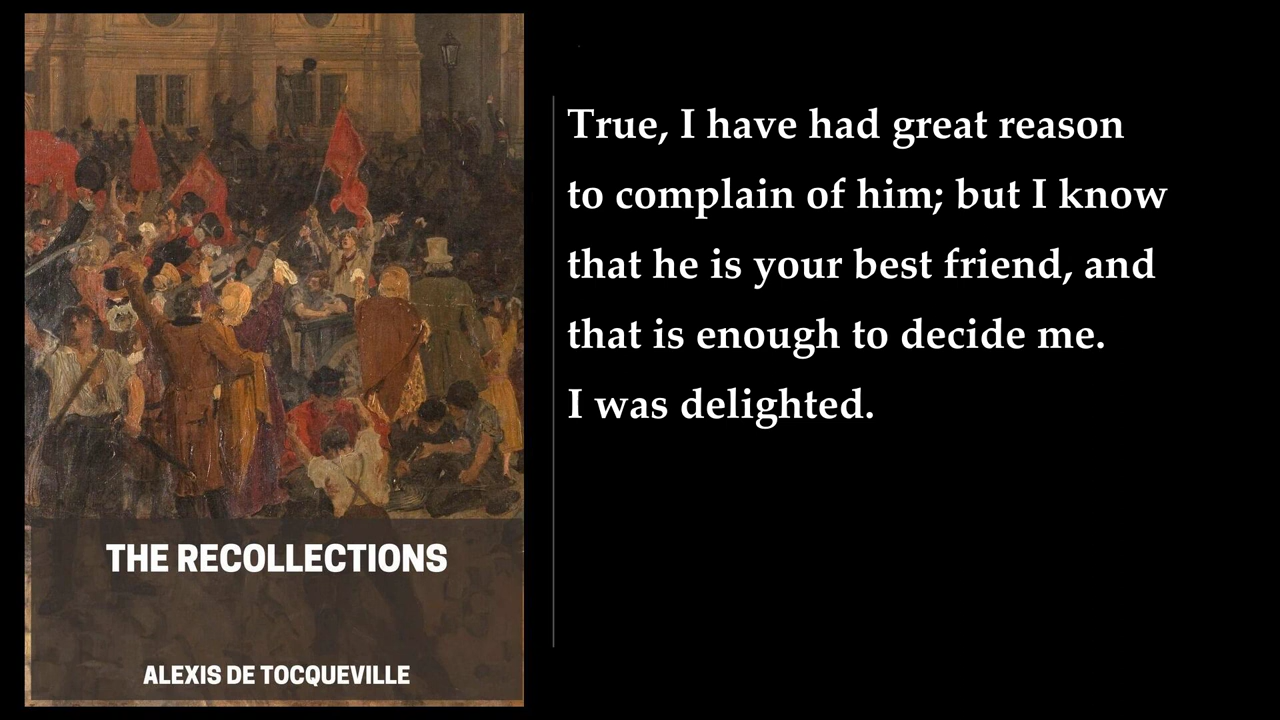 THE RECOLLECTIONS
ALEXIS DE TOCQUEVILLE
True, I have had great reason
to complain of him; but I know
that he is your best friend, and
that is enough to decide me.
I was delighted.